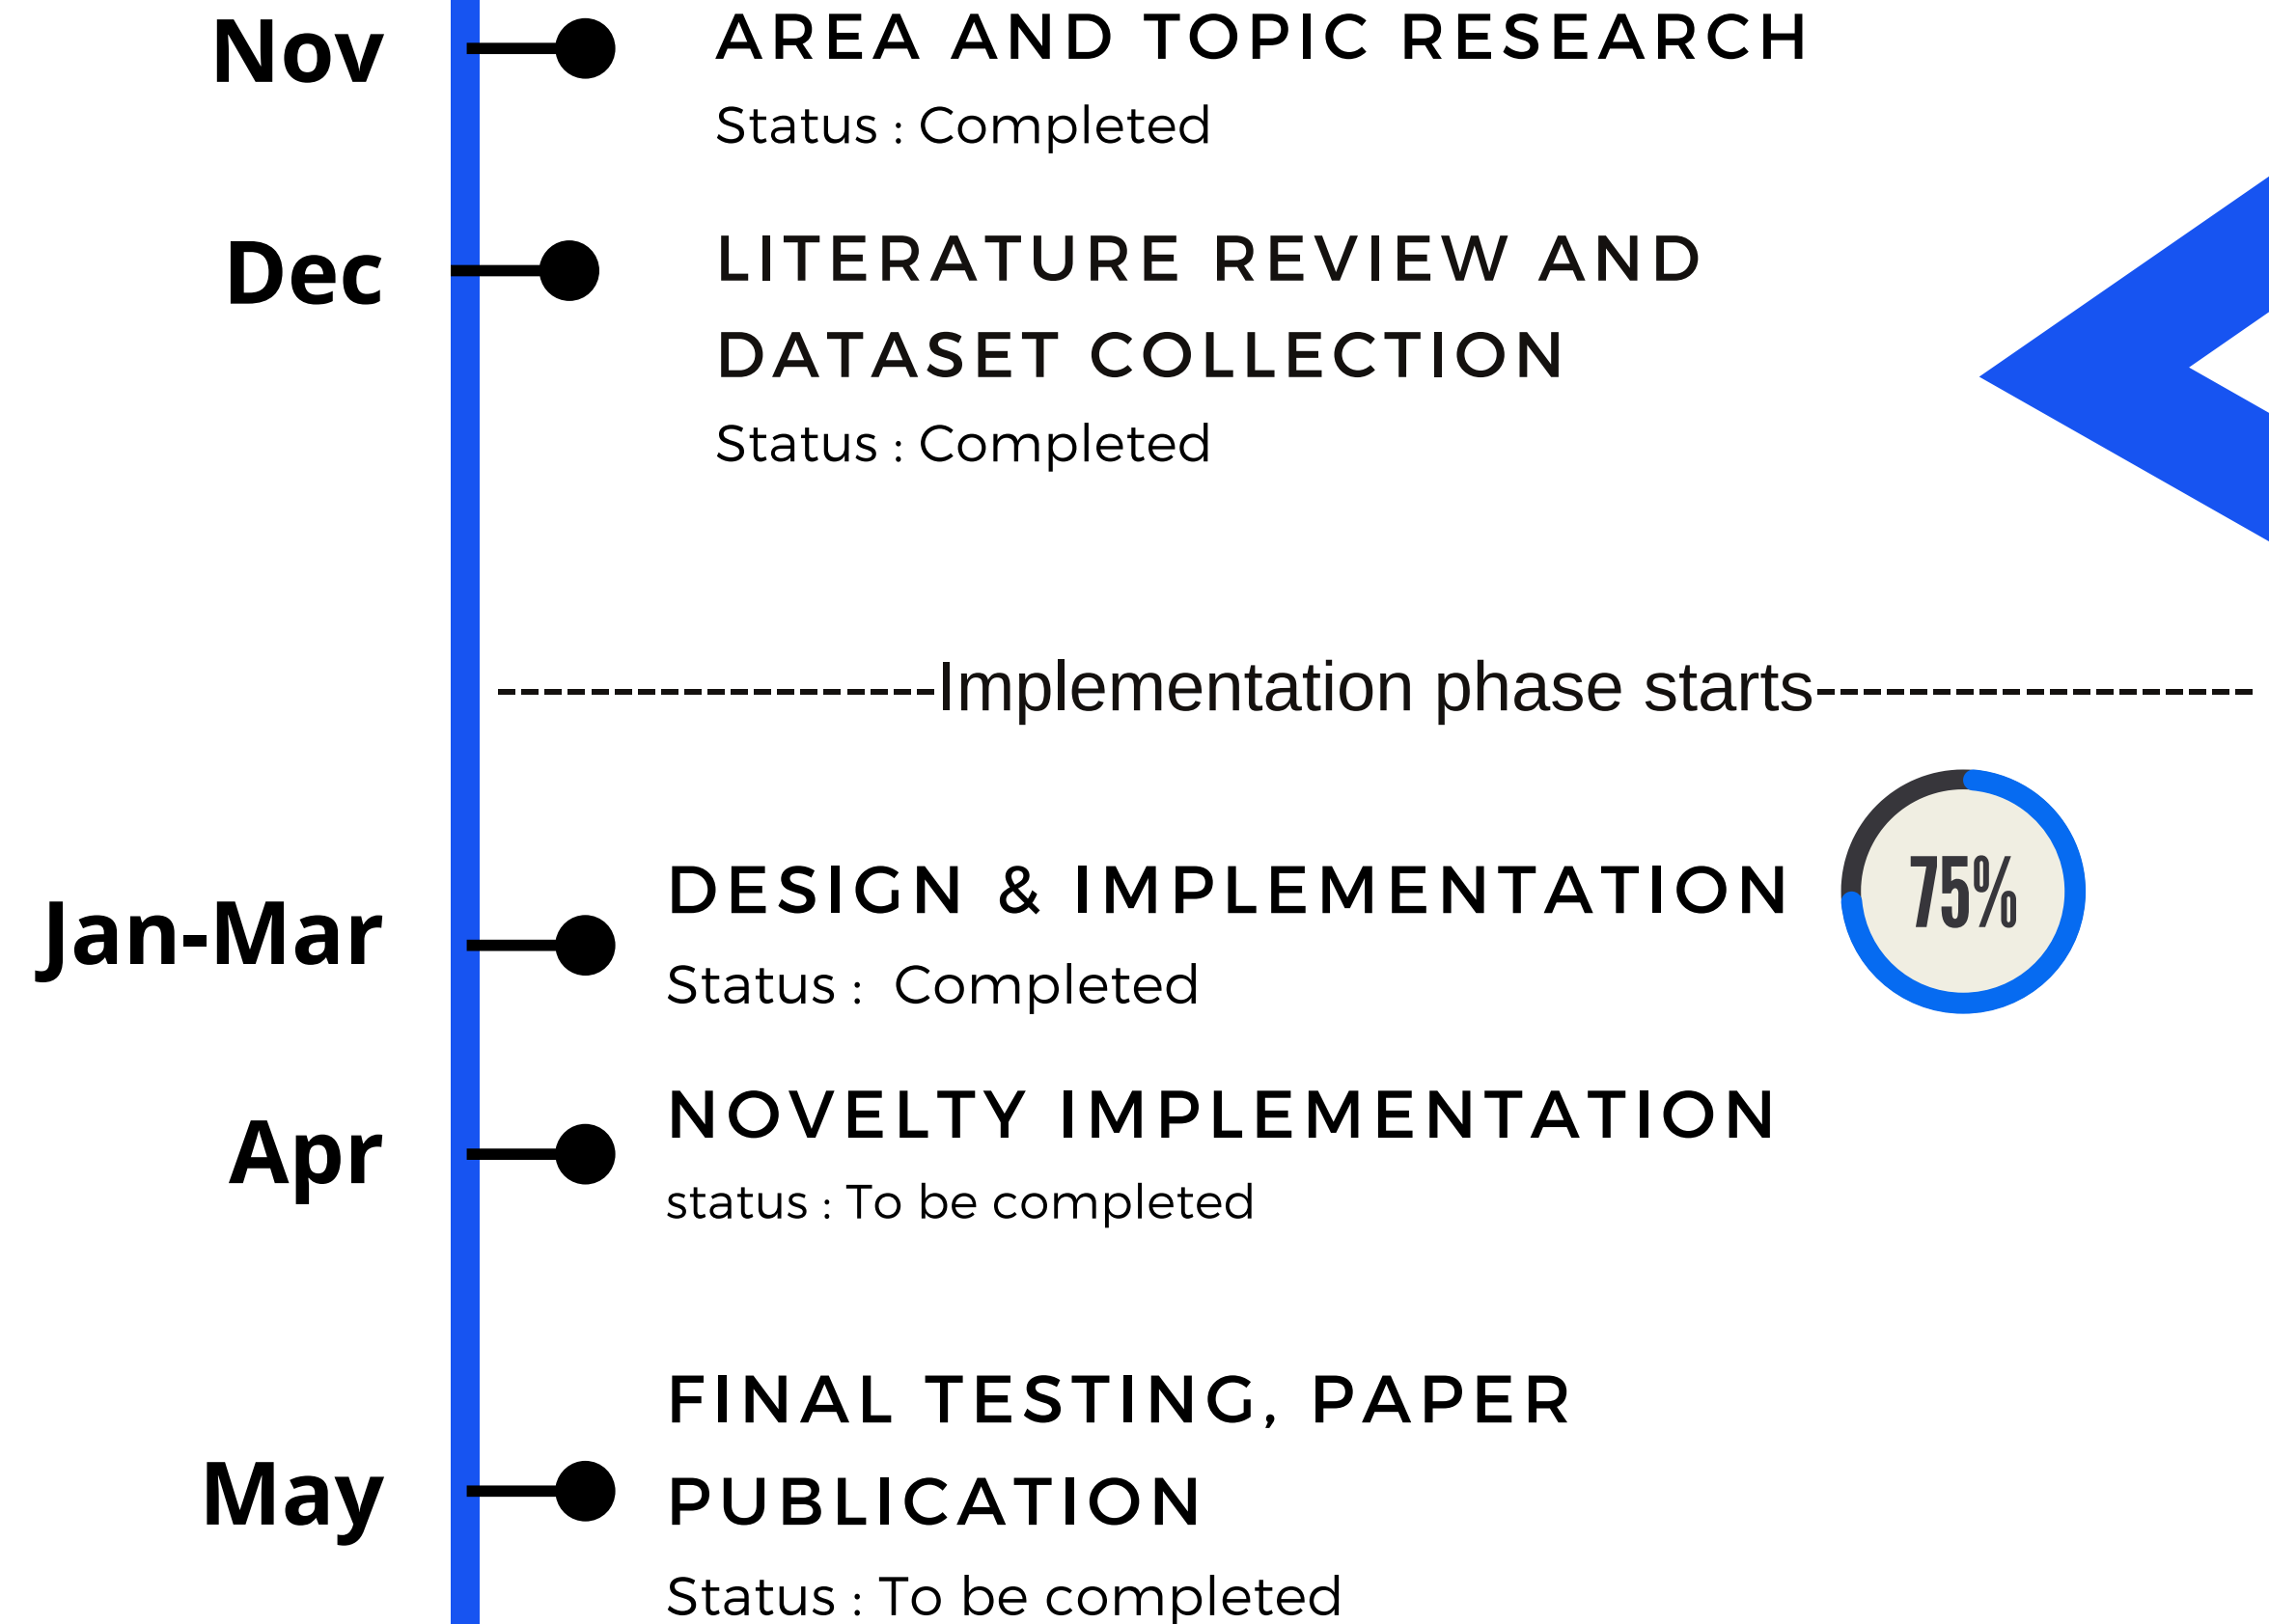 Nov
AREA AND TOPIC RESEARCH
Status : Completed
Dec
LITERATURE REVIEW AND
DATASET COLLECTION
Status : Completed
--------------------Implementation phase starts--------------------
Jan-Mar
DESIGN & IMPLEMENTATION
75%
Status :  Completed
Apr
NOVELTY IMPLEMENTATION
status : To be completed
May
FINAL TESTING, PAPER
PUBLICATION
Status : To be completed